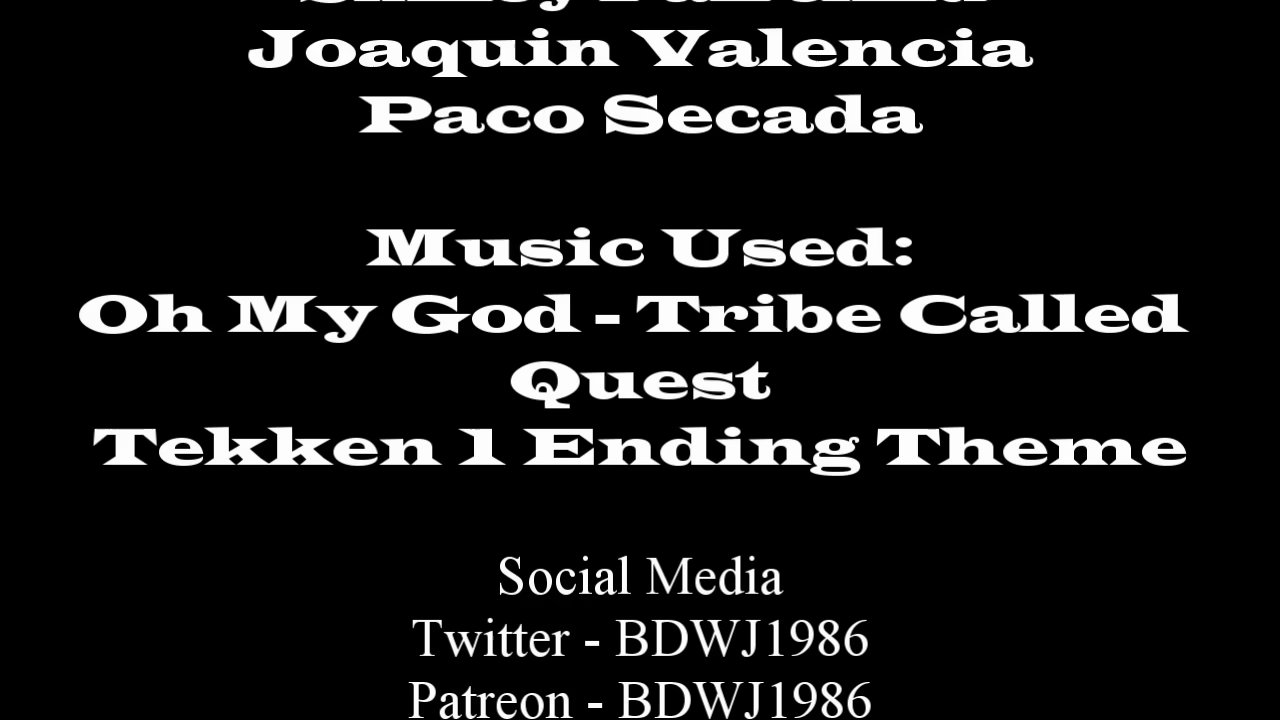 Joaquin Valencia
Paco Secada
Music Used:
Oh My God - Tribe Called
Quest
Tekken 1 Ending Theme
Social Media
Twitter - BDWJ1986
Patreon - BDWJ1986